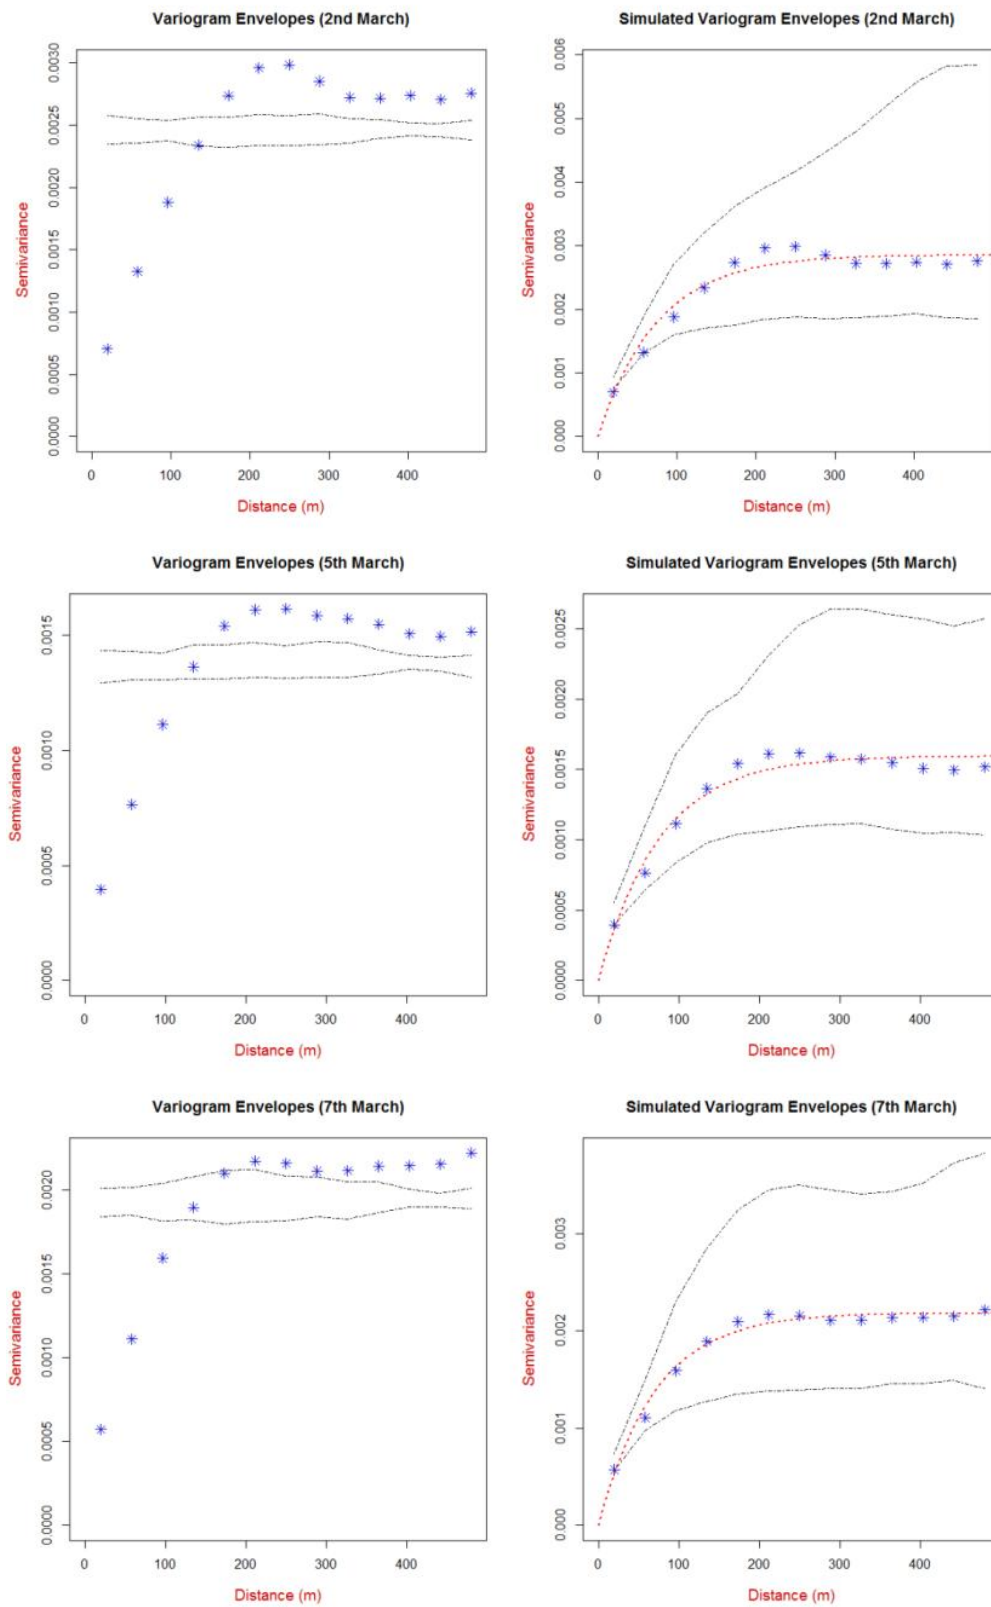 Variogram Envelopes (2nd March)
Semivariance
0.0000 0.0005 0.0010 0.0015 0.0020 0.0025 0.0030
0 100 200 300 400
Distance (m)
Simulated Variogram Envelopes (2nd March)
Semivariance
0.000 0.001 0.002 0.003 0.004 0.005 0.006
0 100 200 300 400
Distance (m)
Variogram Envelopes (5th March)
Semivariance
0.0000 0.0005 0.0010 0.0015
0 100 200 300 400
Distance (m)
Simulated Variogram Envelopes (5th March)
Semivariance
0.0000 0.0005 0.0010 0.0015 0.0020 0.0025
0 100 200 300 400
Distance (m)
Variogram Envelopes (7th March)
Semivariance
0.0000 0.0005 0.0010 0.0015 0.0020
0 100 200 300 400
Distance (m)
Simulated Variogram Envelopes (7th March)
Semivariance
0.000 0.001 0.002 0.003
0 100 200 300 400
Distance (m)